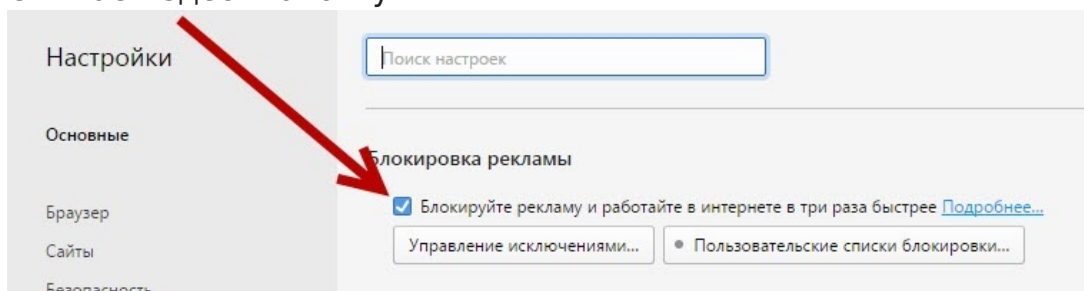 Настройки
Поиск настроек
Основные
Блокировка рекламы
Блокируйте рекламу и работайте в интернете в три раза быстрее Подробнее...
Браузер
Управление исключениями...
Пользовательские списки блокировки...
Сайты
Безопасность